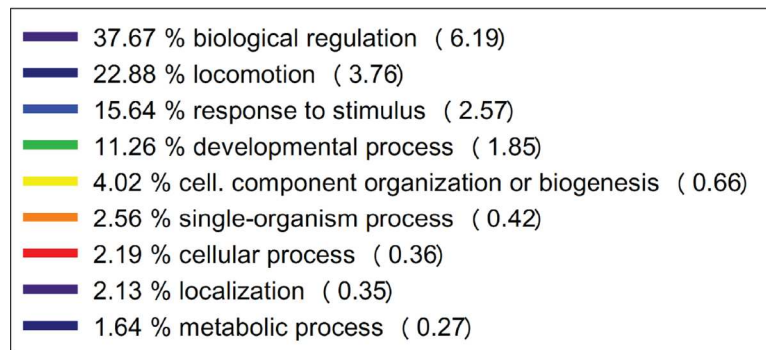 37.67 % biological regulation ( 6.19)
22.88 % locomotion ( 3.76)
15.64 % response to stimulus ( 2.57)
11.26 % developmental process ( 1.85)
4.02 % cell. component organization or biogenesis ( 0.66)
2.56 % single-organism process ( 0.42)
2.19 % cellular process ( 0.36)
2.13 % localization ( 0.35)
1.64 % metabolic process ( 0.27)